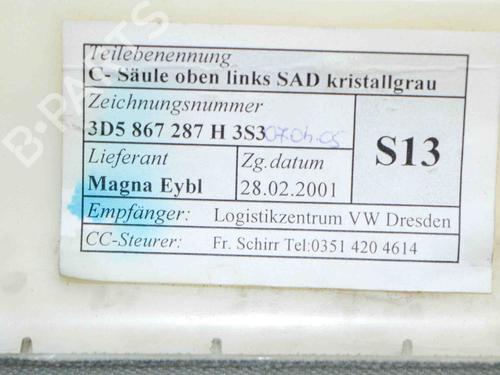 Teilebenennung
C- Säule oben links SAD kristallgrau
Zeichnungsnummer
3D5 867 287 H 3S3 07.04.05
S13
Lieferant
Zg.datum
Magna Eybl
28.02.2001
Empfänger: Logistikzentrum VW Dresden
CC-Steurer: Fr. Schirr Tel:0351 420 4614
B-PARTS